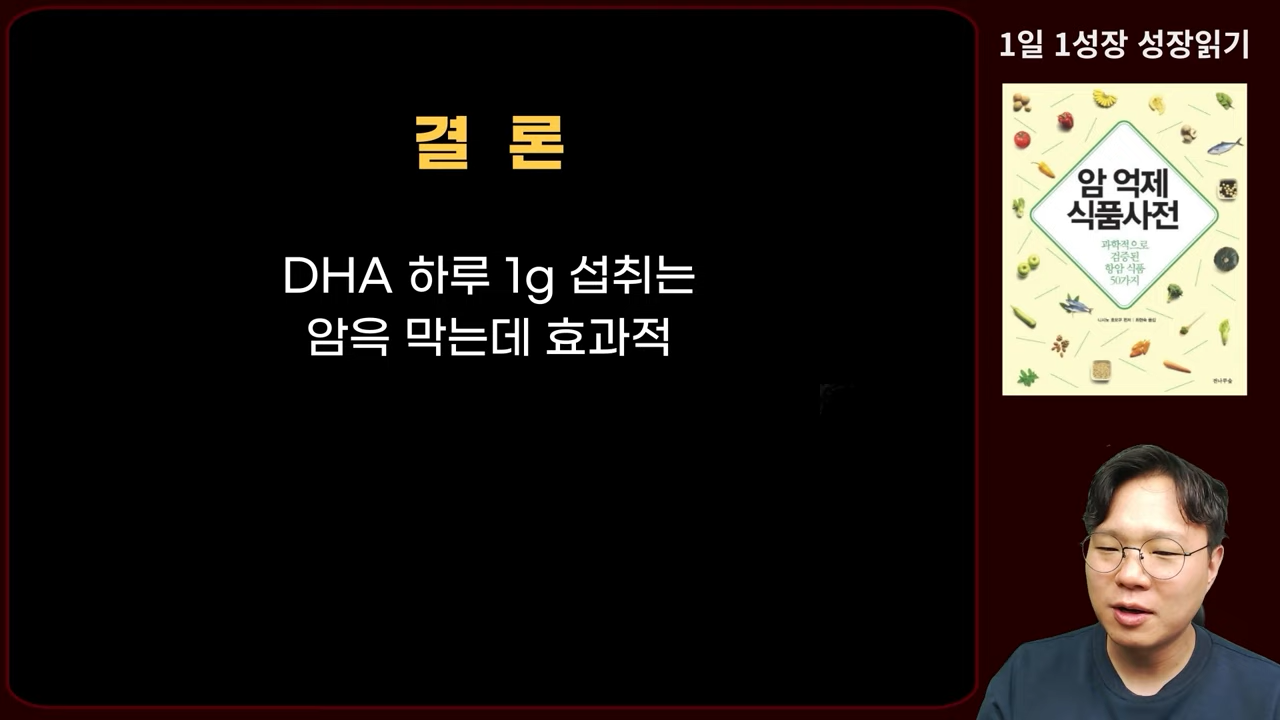 결 론
DHA 하루 1g 섭취는
암윽 막는데 효과적
1일 1성장 성장읽기
암 억제
식품사전
과학적으로
검증된
항암 식품
50가지